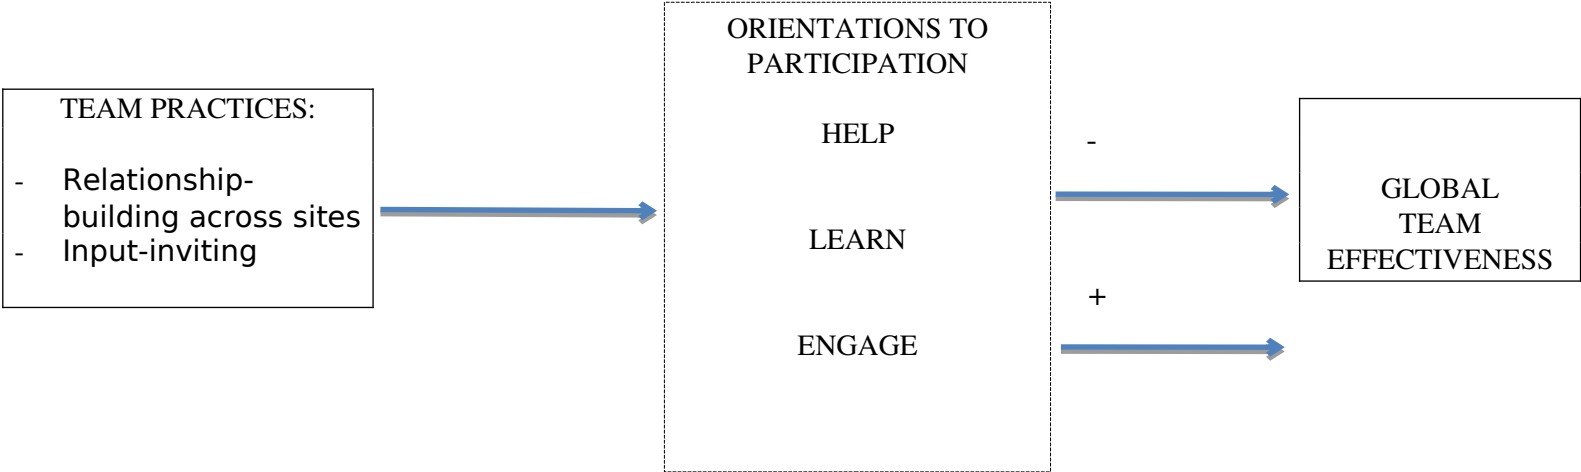 TEAM PRACTICES:
- Relationship-
building across sites
- Input-inviting
ORIENTATIONS TO
PARTICIPATION
HELP
LEARN
ENGAGE
-
+
GLOBAL
TEAM
EFFECTIVENESS